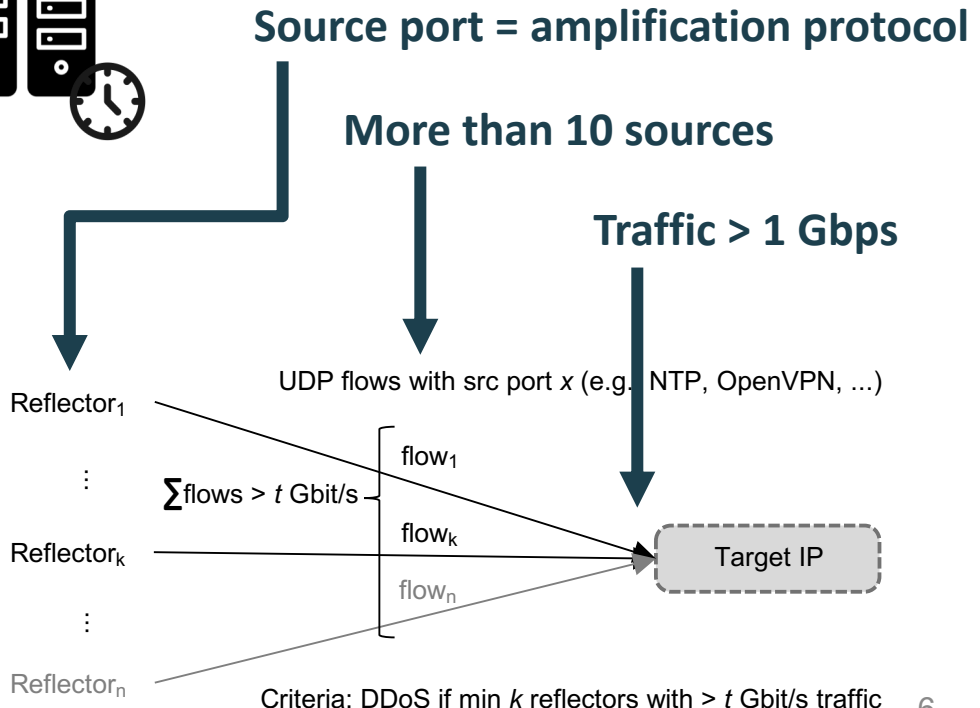 Source port = amplification protocol
More than 10 sources
Traffic > 1 Gbps
UDP flows with src port x (e.g. NTP, OpenVPN, ...)
Reflector₁
⋮
Reflectorₖ
⋮
Reflectorₙ
∑flows > t Gbit/s
flow₁
flowₖ
flowₙ
Target IP
Criteria: DDoS if min k reflectors with > t Gbit/s traffic
6